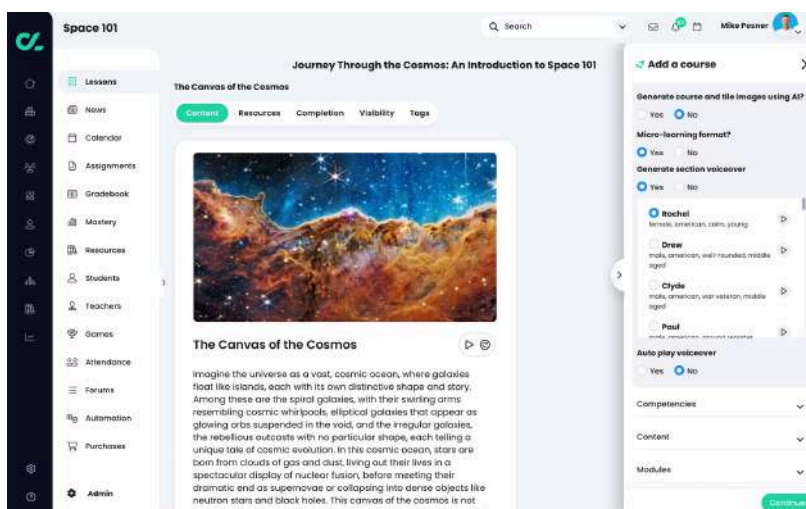 Space 101
Search
Mike Posner
Lessons
News
Calendar
Assignments
Gradebook
Mastery
Resources
Students
Teachers
Games
Attendance
Forums
Automation
Purchases
Admin
Journey Through the Cosmos: An Introduction to Space 101
The Canvas of the Cosmos
Content Resources Completion Visibility Tags
The Canvas of the Cosmos
Imagine the universe as a vast, cosmic ocean, where galaxies
float like islands, each with its own distinctive shape and story.
Among these are the spiral galaxies, with their swirling arms
resembling cosmic whirlpools, elliptical galaxies that appear as
glowing orbs suspended in the void, and the irregular galaxies,
the rebellious outcasts with no particular shape, each telling a
unique tale of cosmic evolution. In this cosmic ocean, stars are
born from clouds of gas and dust, living out their lives in a
spectacular display of nuclear fusion, before meeting their
dramatic end as supernovae or collapsing into dense objects like
neutron stars and black holes. This canvas of the cosmos is not
Add a course
Generate course and tile images using AI?
Yes No
Micro-learning format?
Yes No
Generate section voiceover
Yes No
Rachel
female, american, calm, young
Drew
male, american, well-rounded, middle
aged
Clyde
male, american, war veteran, middle
aged
Paul
Auto play voiceover
Yes No
Competencies
Content
Modules
Continue